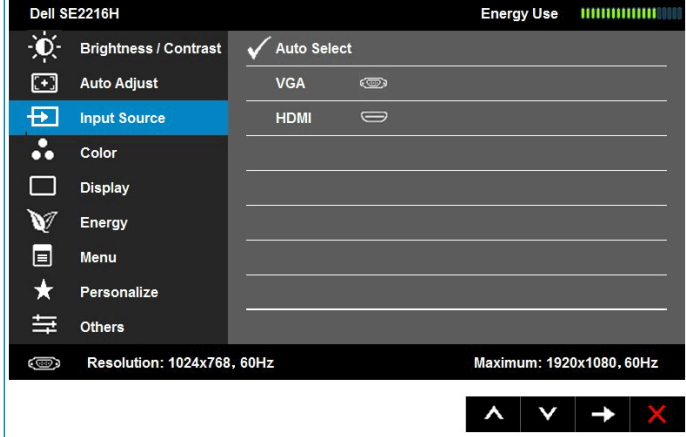 Dell SE2216H Energy Use
Brightness / Contrast Auto Select
Auto Adjust VGA
Input Source HDMI
Color
Display
Energy
Menu
Personalize
Others
Resolution: 1024x768, 60Hz Maximum: 1920x1080, 60Hz